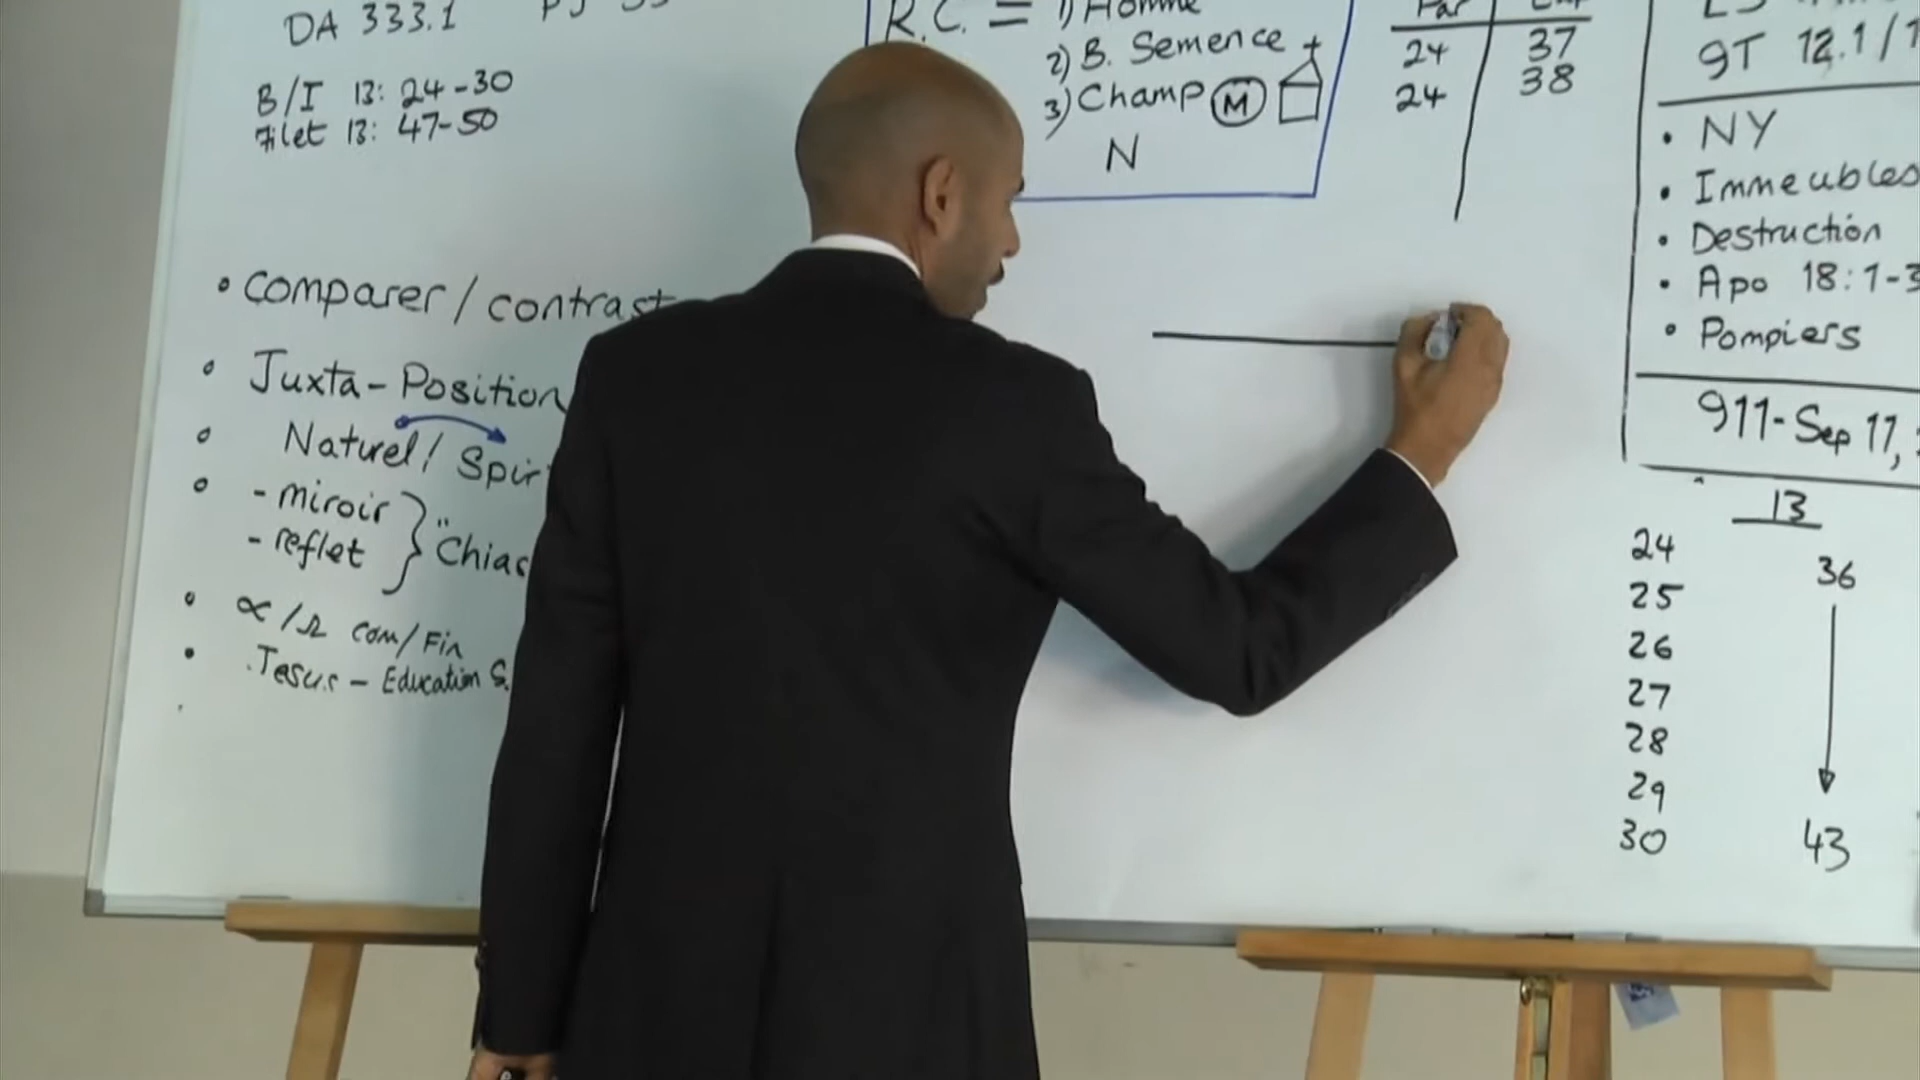 DA 333.1
B/I 13: 24-30
Filet 13: 47-50
• Comparer / contrast
• Juxta-Position
• Naturel / Spir
• - miroir
- reflet } "Chias
• ∝/Ω com/Fin
• Jesus - Education S.
R.C. = 1) Homme
2) B. Semence
3) Champ M
N
Par
24 37
24 38
9T 12.1/1
• NY
• Immeubles
• Destruction
• Apo 18:1-3
• Pompiers
911-Sep 11,
13
24
25
26
27
28
29
30
36
43